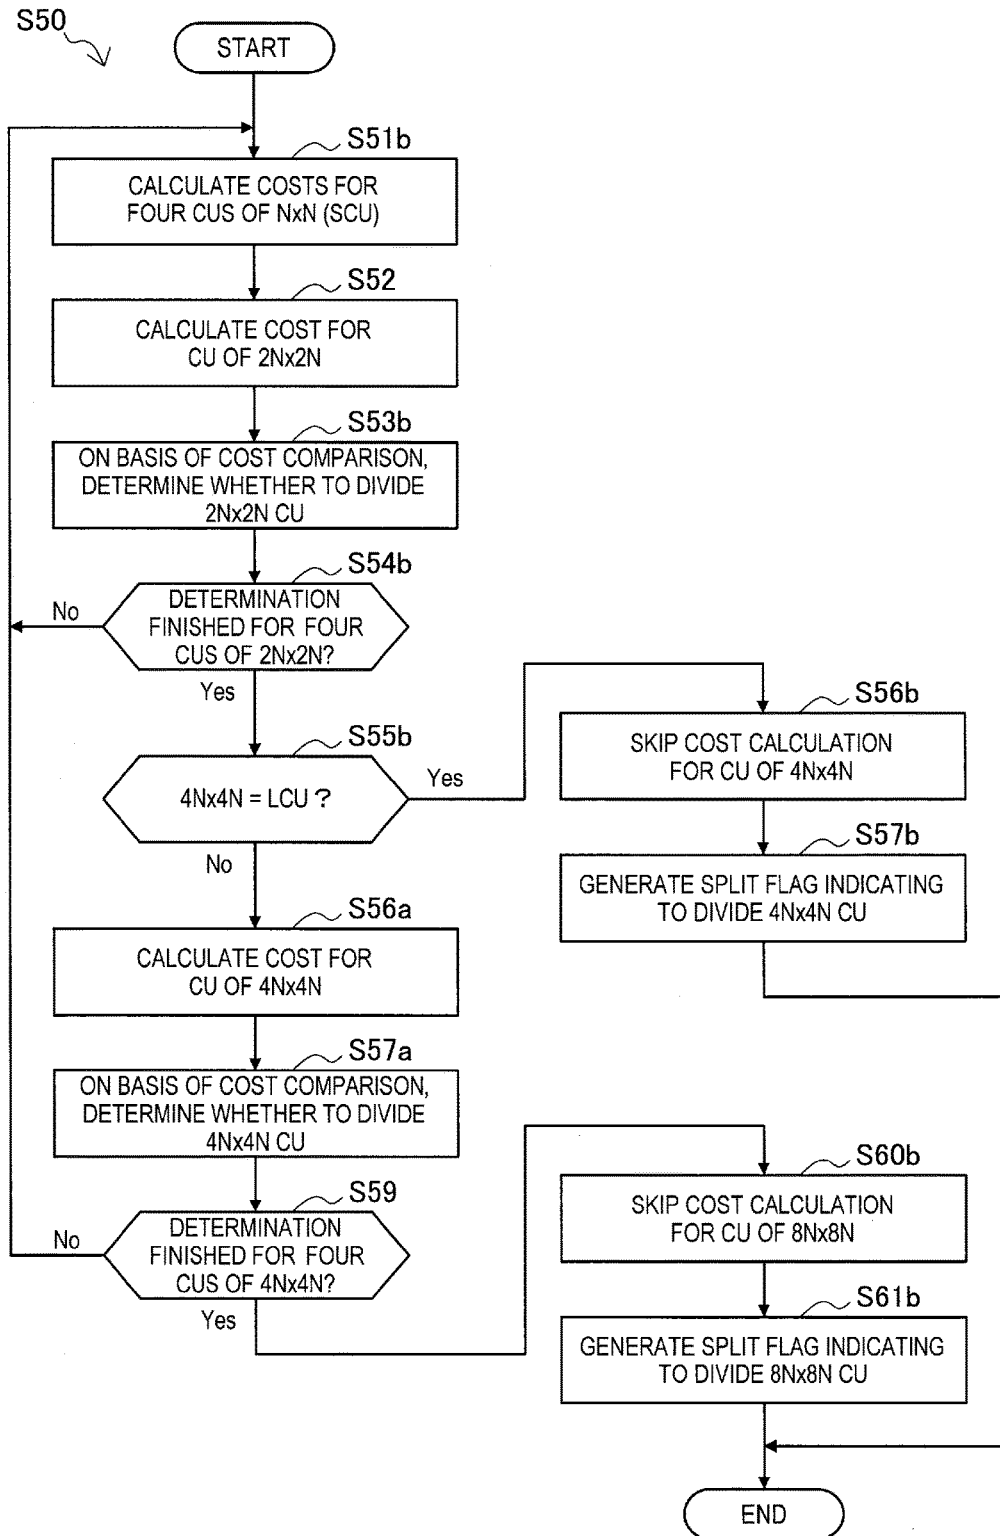 S50
START
S51b
CALCULATE COSTS FOR
FOUR CUS OF NxN (SCU)
S52
CALCULATE COST FOR
CU OF 2Nx2N
S53b
ON BASIS OF COST COMPARISON,
DETERMINE WHETHER TO DIVIDE
2Nx2N CU
S54b
DETERMINATION
FINISHED FOR FOUR
CUS OF 2Nx2N?
No
Yes
S55b
4Nx4N = LCU ?
Yes
No
S56b
SKIP COST CALCULATION
FOR CU OF 4Nx4N
S57b
GENERATE SPLIT FLAG INDICATING
TO DIVIDE 4Nx4N CU
S56a
CALCULATE COST FOR
CU OF 4Nx4N
S57a
ON BASIS OF COST COMPARISON,
DETERMINE WHETHER TO DIVIDE
4Nx4N CU
S59
DETERMINATION
FINISHED FOR FOUR
CUS OF 4Nx4N?
No
Yes
S60b
SKIP COST CALCULATION
FOR CU OF 8Nx8N
S61b
GENERATE SPLIT FLAG INDICATING
TO DIVIDE 8Nx8N CU
END